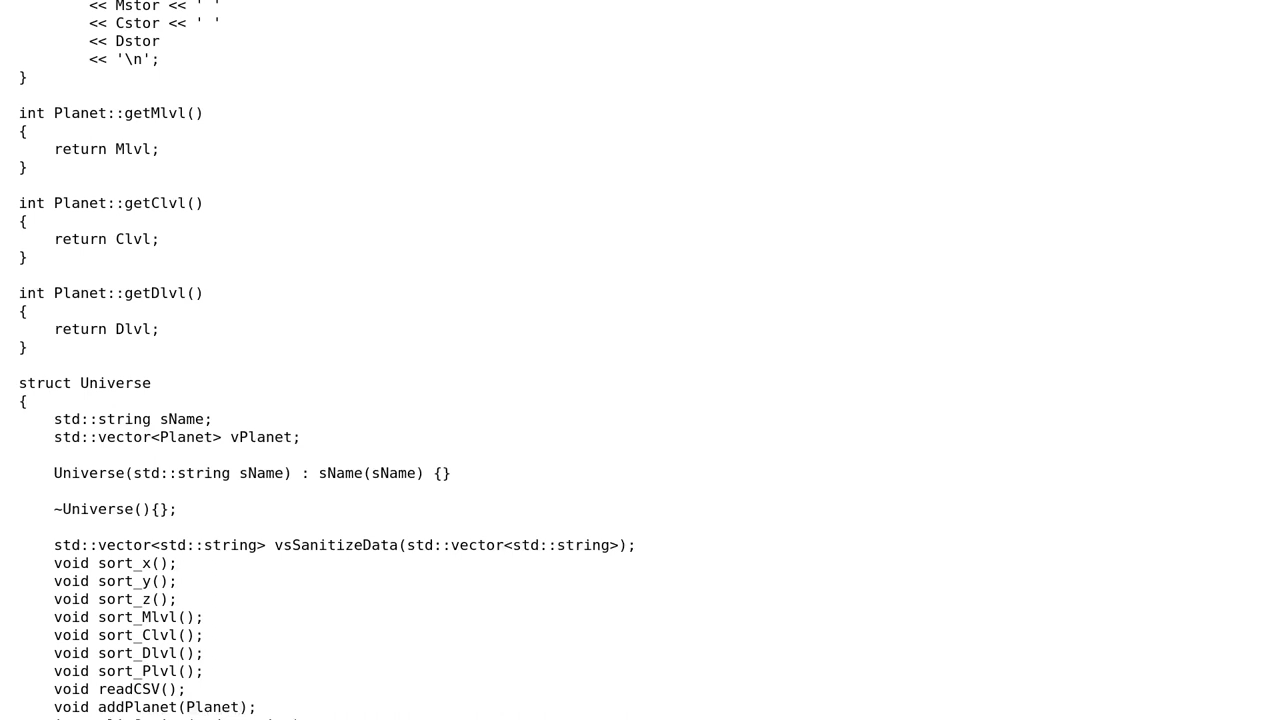 << Mstor << ' '
        << Cstor << ' '
        << Dstor
        << '\n';
}

int Planet::getMlvl()
{
    return Mlvl;
}

int Planet::getClvl()
{
    return Clvl;
}

int Planet::getDlvl()
{
    return Dlvl;
}

struct Universe
{
    std::string sName;
    std::vector<Planet> vPlanet;

    Universe(std::string sName) : sName(sName) {}

    ~Universe(){};

    std::vector<std::string> vsSanitizeData(std::vector<std::string>);
    void sort_x();
    void sort_y();
    void sort_z();
    void sort_Mlvl();
    void sort_Clvl();
    void sort_Dlvl();
    void sort_Plvl();
    void readCSV();
    void addPlanet(Planet);